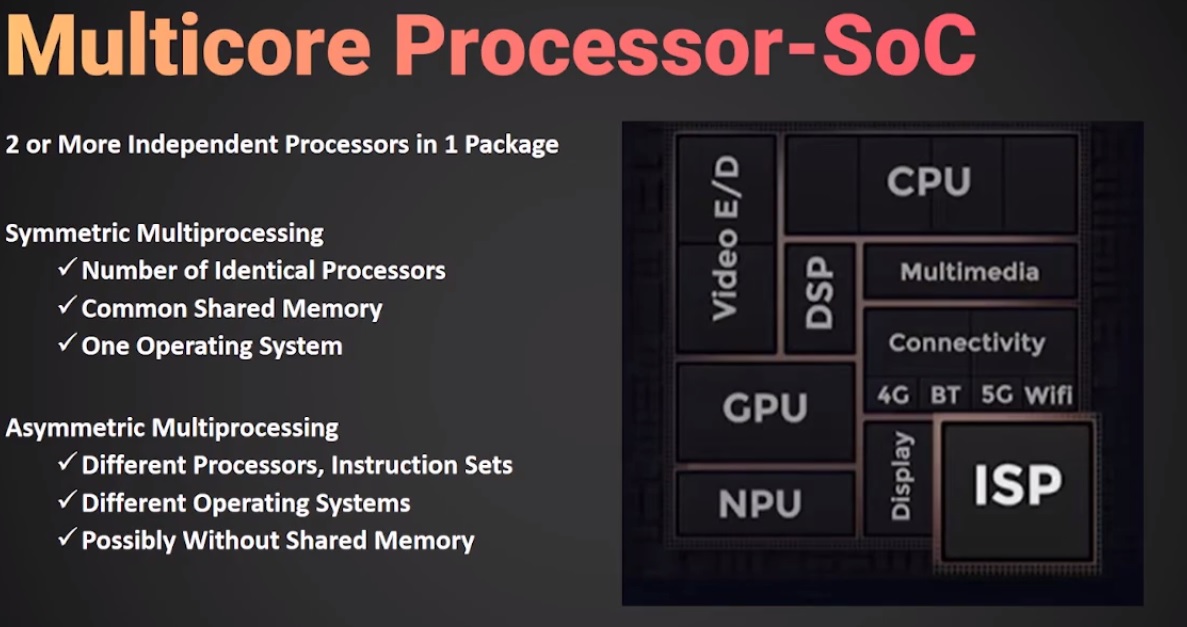 Multicore Processor-SoC
2 or More Independent Processors in 1 Package
Symmetric Multiprocessing
✓ Number of Identical Processors
✓ Common Shared Memory
✓ One Operating System
Asymmetric Multiprocessing
✓ Different Processors, Instruction Sets
✓ Different Operating Systems
✓ Possibly Without Shared Memory
Video E/D
CPU
DSP
Multimedia
Connectivity
4G BT 5G Wifi
GPU
Display
ISP
NPU